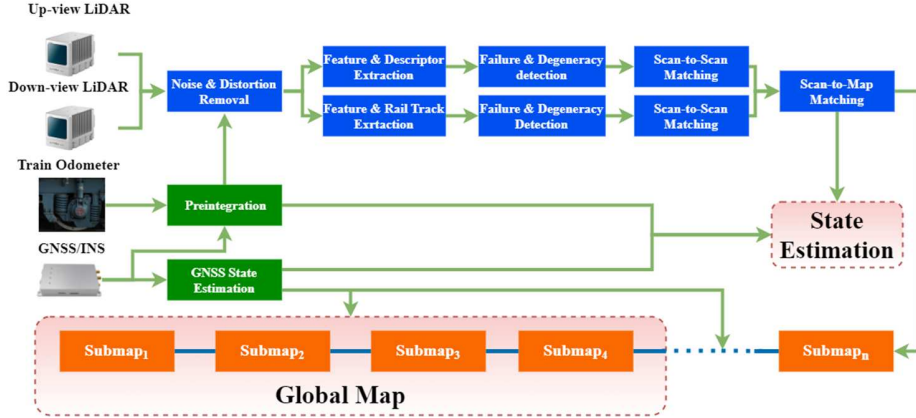 Up-view LiDAR
Down-view LiDAR
Train Odometer
GNSS/INS
Noise & Distortion
Removal
Feature & Descriptor
Extraction
Failure & Degeneracy
detection
Scan-to-Scan
Matching
Feature & Rail Track
Exrtaction
Failure & Degeneracy
Detection
Scan-to-Scan
Matching
Scan-to-Map
Matching
Preintegration
GNSS State
Estimation
State
Estimation
Submap1
Submap2
Submap3
Submap4
Submapn
Global Map